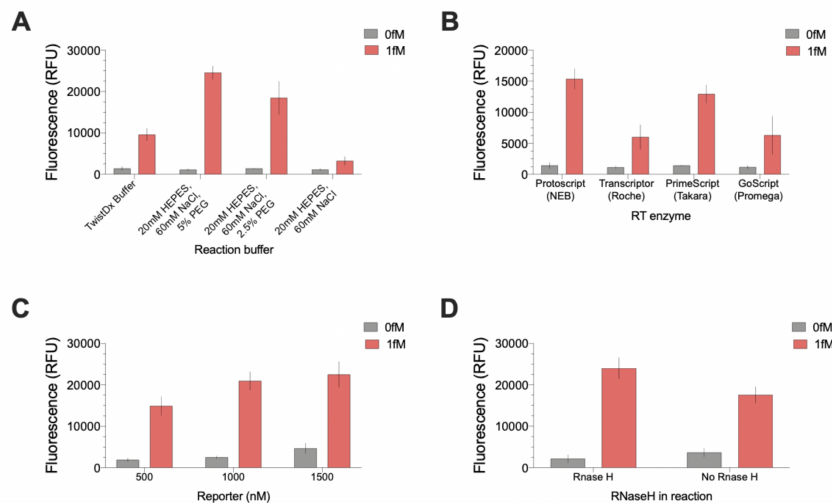 A
0fM
1fM
Fluorescence (RFU)
30000
20000
10000
0
TwistDx Buffer
20mM HEPES,
60mM NaCl,
5% PEG
20mM HEPES,
60mM NaCl,
2.5% PEG
20mM HEPES,
60mM NaCl
Reaction buffer
B
0fM
1fM
Fluorescence (RFU)
20000
15000
10000
5000
0
Protoscript
(NEB)
Transcriptor
(Roche)
PrimeScript
(Takara)
GoScript
(Promega)
RT enzyme
C
0fM
1fM
Fluorescence (RFU)
30000
20000
10000
0
500
1000
1500
Reporter (nM)
D
0fM
1fM
Fluorescence (RFU)
30000
20000
10000
0
Rnase H
No Rnase H
RNaseH in reaction